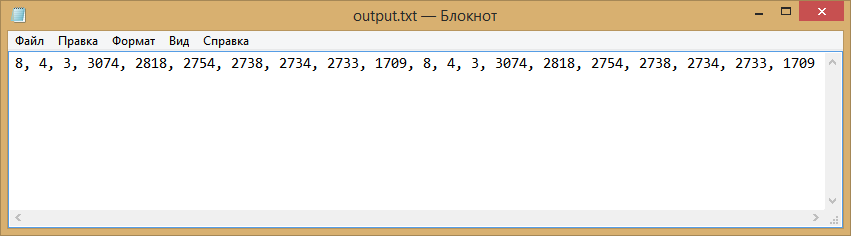 output.txt — Блокнот
Файл Правка Формат Вид Справка
8, 4, 3, 3074, 2818, 2754, 2738, 2734, 2733, 1709, 8, 4, 3, 3074, 2818, 2754, 2738, 2734, 2733, 1709